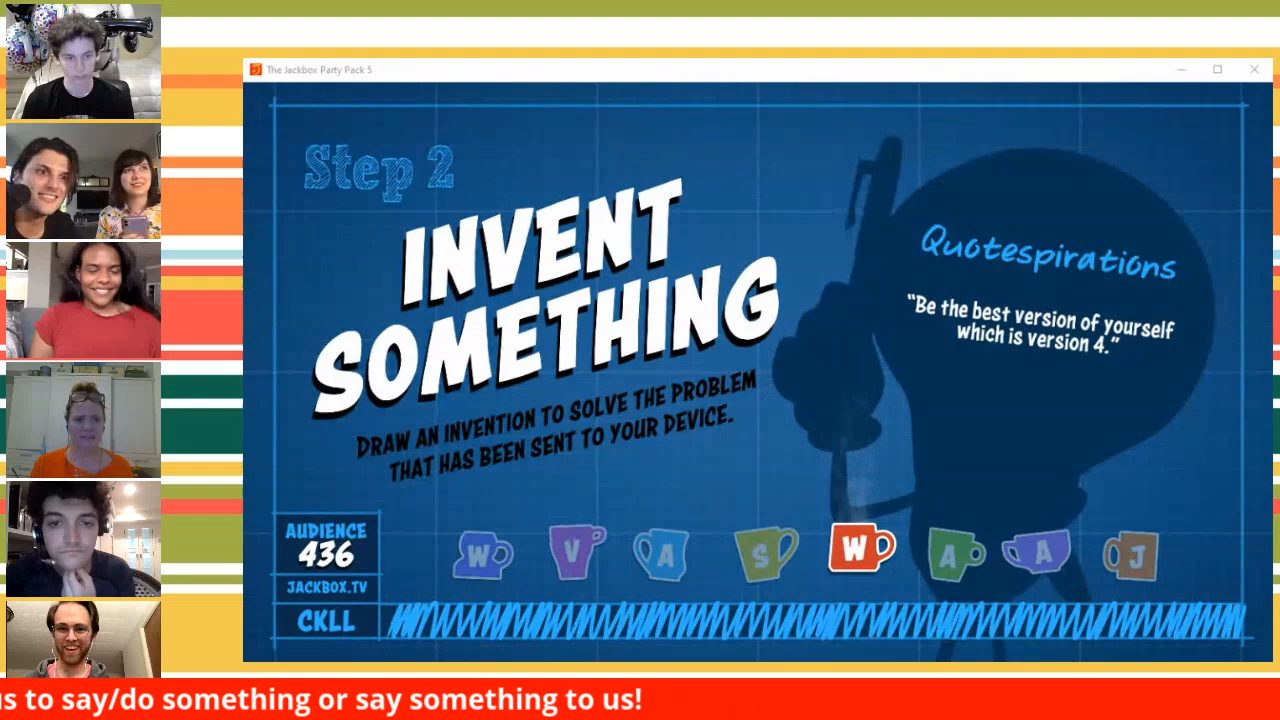 The Jackbox Party Pack 5
Step 2
INVENT
SOMETHING
DRAW AN INVENTION TO SOLVE THE PROBLEM
THAT HAS BEEN SENT TO YOUR DEVICE.
Quotespirations
"Be the best version of yourself
which is version 4."
AUDIENCE
436
JACKBOX.TV
CKLL
W V A S W A A J
us to say/do something or say something to us!